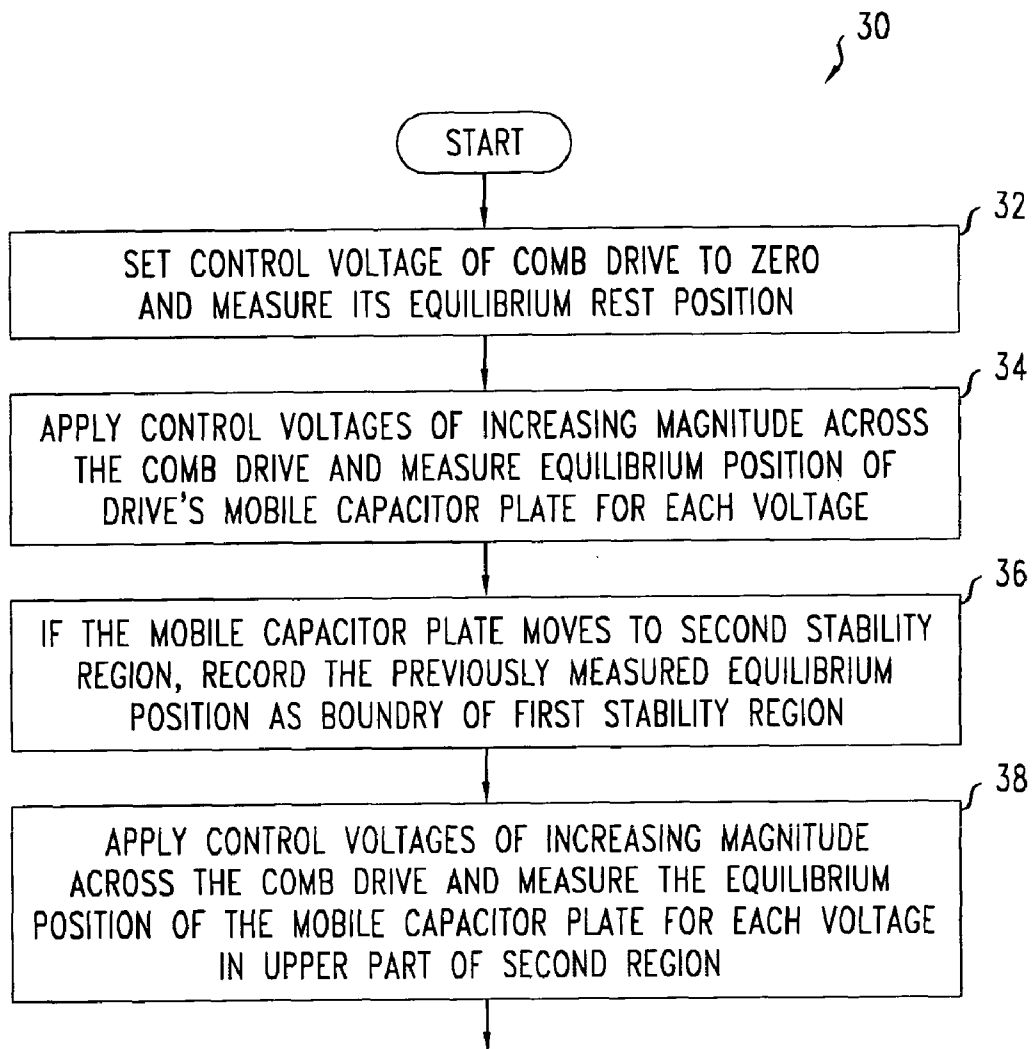 30
START
32
SET CONTROL VOLTAGE OF COMB DRIVE TO ZERO
AND MEASURE ITS EQUILIBRIUM REST POSITION
34
APPLY CONTROL VOLTAGES OF INCREASING MAGNITUDE ACROSS
THE COMB DRIVE AND MEASURE EQUILIBRIUM POSITION OF
DRIVE'S MOBILE CAPACITOR PLATE FOR EACH VOLTAGE
36
IF THE MOBILE CAPACITOR PLATE MOVES TO SECOND STABILITY
REGION, RECORD THE PREVIOUSLY MEASURED EQUILIBRIUM
POSITION AS BOUNDRY OF FIRST STABILITY REGION
38
APPLY CONTROL VOLTAGES OF INCREASING MAGNITUDE
ACROSS THE COMB DRIVE AND MEASURE THE EQUILIBRIUM
POSITION OF THE MOBILE CAPACITOR PLATE FOR EACH VOLTAGE
IN UPPER PART OF SECOND REGION